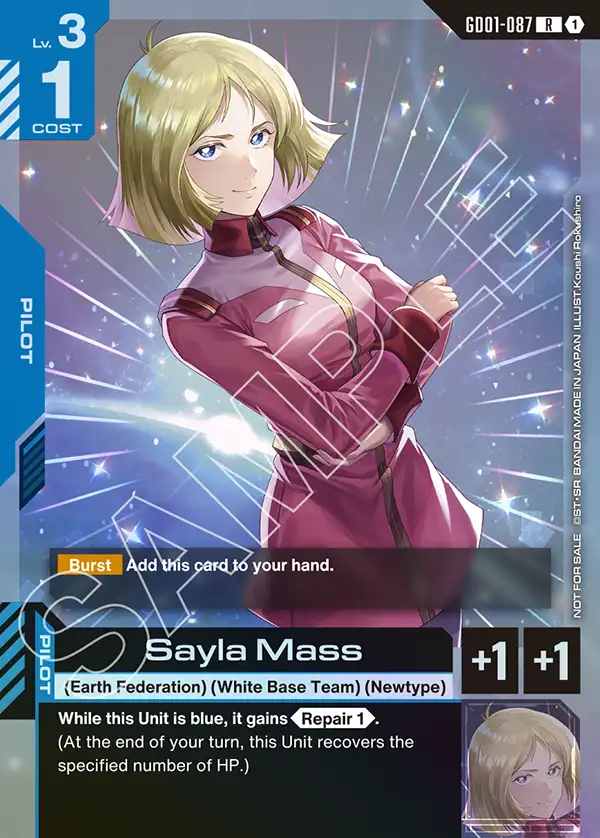 Lv. 3
1
COST
GD01-087 R 1
PILOT
NOT FOR SALE ©ST・SR BANDAI MADE IN JAPAN ILLUST:Koushi Rokushiro
SAMPLE
Burst Add this card to your hand.
PILOT
Sayla Mass
+1 +1
(Earth Federation) (White Base Team) (Newtype)
While this Unit is blue, it gains Repair 1.
(At the end of your turn, this Unit recovers the
specified number of HP.)